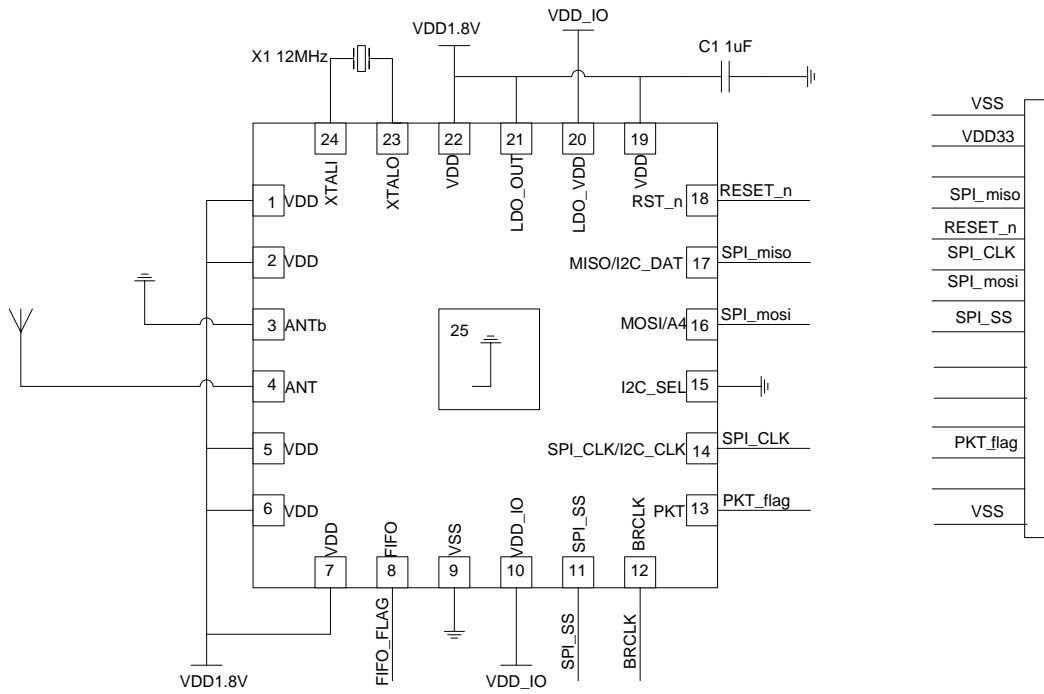 VDD_IO
VDD1.8V
C1 1uF
X1 12MHz
24
23
22
21
20
19
XTALI
XTALO
VDD
LDO_OUT
LDO_VDD
VDD
1 VDD
2 VDD
3 ANTb
4 ANT
5 VDD
6 VDD
25
RST_n 18 RESET_n
MISO/I2C_DAT 17 SPI_miso
MOSI/A4 16 SPI_mosi
I2C_SEL 15
SPI_CLK/I2C_CLK 14 SPI_CLK
PKT 13 PKT_flag
VDD
FIFO
VSS
VDD_IO
SPI_SS
BRCLK
7
8
9
10
11
12
FIFO_FLAG
SPI_SS
BRCLK
VDD1.8V
VDD_IO
VSS
VDD33
SPI_miso
RESET_n
SPI_CLK
SPI_mosi
SPI_SS
PKT_flag
VSS